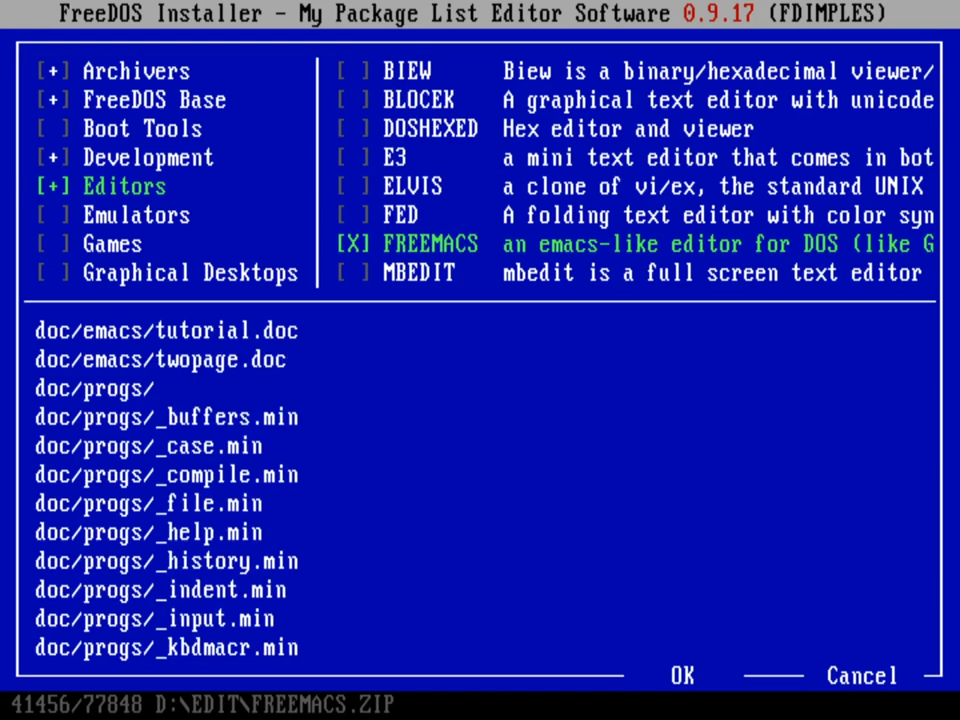 FreeDOS Installer - My Package List Editor Software 0.9.17 (FDIMPLES)
[+] Archivers [ ] BIEW Biew is a binary/hexadecimal viewer/
[+] FreeDOS Base [ ] BLOCEK A graphical text editor with unicode
[ ] Boot Tools [ ] DOSHEXED Hex editor and viewer
[+] Development [ ] E3 a mini text editor that comes in bot
[+] Editors [ ] ELVIS a clone of vi/ex, the standard UNIX
[ ] Emulators [ ] FED A folding text editor with color syn
[ ] Games [X] FREEMACS an emacs-like editor for DOS (like G
[ ] Graphical Desktops [ ] MBEDIT mbedit is a full screen text editor
doc/emacs/tutorial.doc
doc/emacs/twopage.doc
doc/progs/
doc/progs/_buffers.min
doc/progs/_case.min
doc/progs/_compile.min
doc/progs/_file.min
doc/progs/_help.min
doc/progs/_history.min
doc/progs/_indent.min
doc/progs/_input.min
doc/progs/_kbdmacr.min
OK Cancel
41456/77848 D:\EDIT\FREEMACS.ZIP